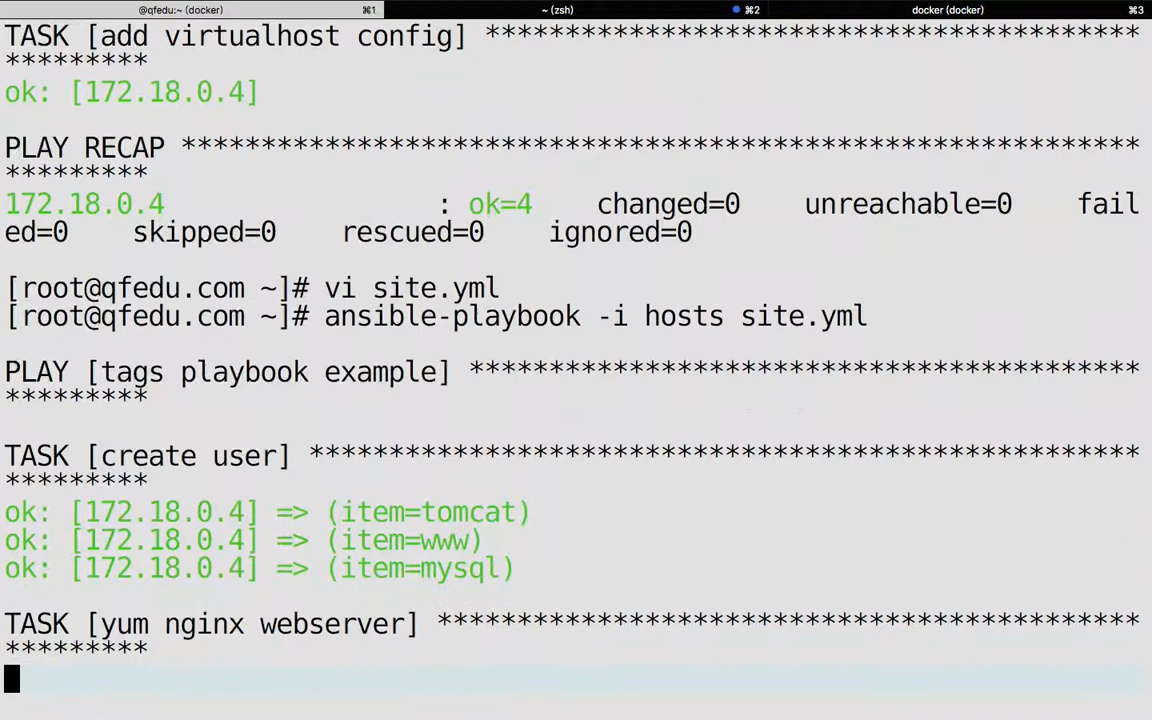 @qfedu:~ (docker) ⌘1 ~ (zsh) ⌘2 docker (docker) ⌘3
TASK [add virtualhost config] *****************************************
*********
ok: [172.18.0.4]
PLAY RECAP ************************************************************
*********
172.18.0.4 : ok=4 changed=0 unreachable=0 fail
ed=0 skipped=0 rescued=0 ignored=0
[root@qfedu.com ~]# vi site.yml
[root@qfedu.com ~]# ansible-playbook -i hosts site.yml
PLAY [tags playbook example] ******************************************
*********
TASK [create user] ****************************************************
*********
ok: [172.18.0.4] => (item=tomcat)
ok: [172.18.0.4] => (item=www)
ok: [172.18.0.4] => (item=mysql)
TASK [yum nginx webserver] ********************************************
*********